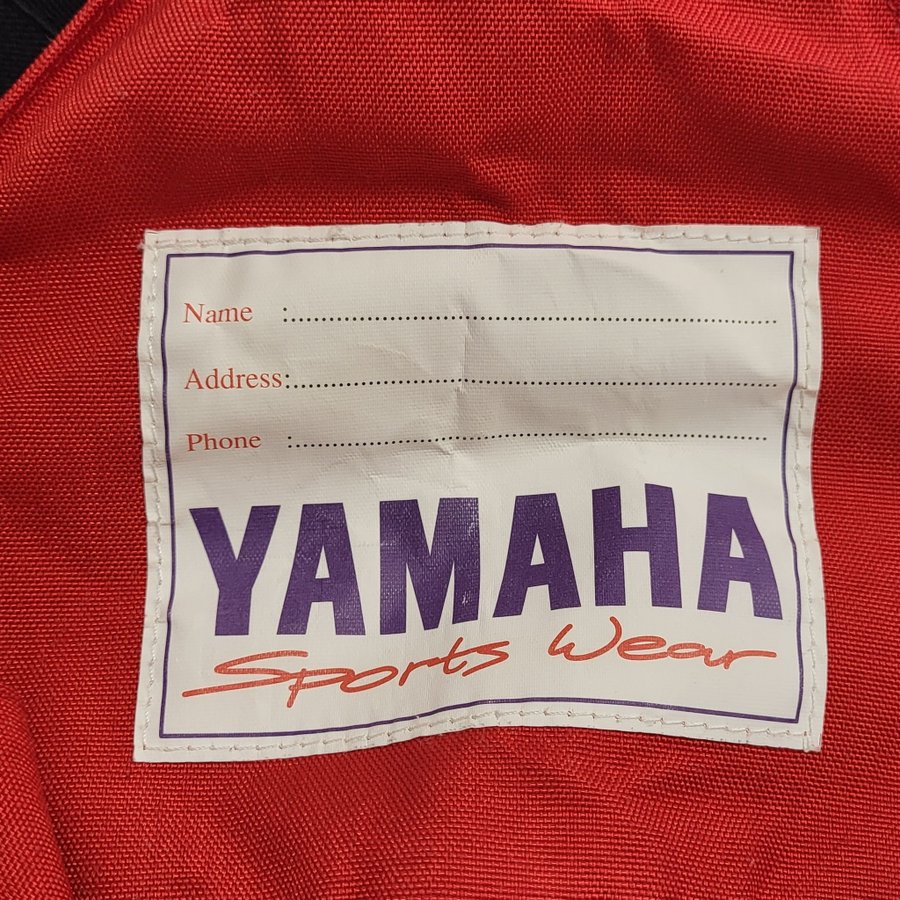 Name :............................................................
Address:............................................................
Phone :............................................................
YAMAHA
Sports Wear